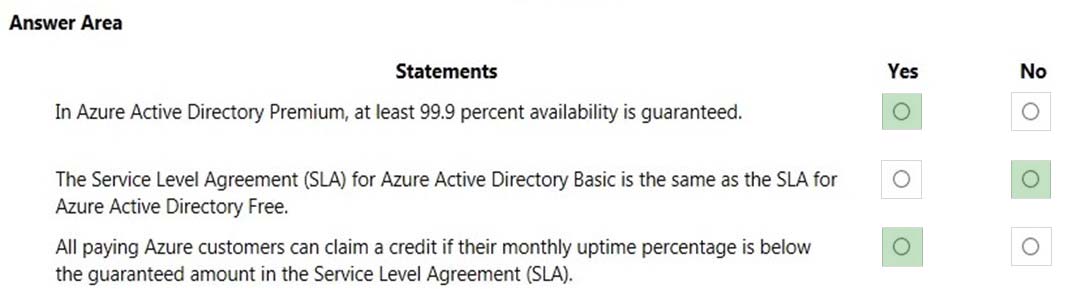 Answer Area
Statements Yes No
In Azure Active Directory Premium, at least 99.9 percent availability is guaranteed.
The Service Level Agreement (SLA) for Azure Active Directory Basic is the same as the SLA for
Azure Active Directory Free.
All paying Azure customers can claim a credit if their monthly uptime percentage is below
the guaranteed amount in the Service Level Agreement (SLA).